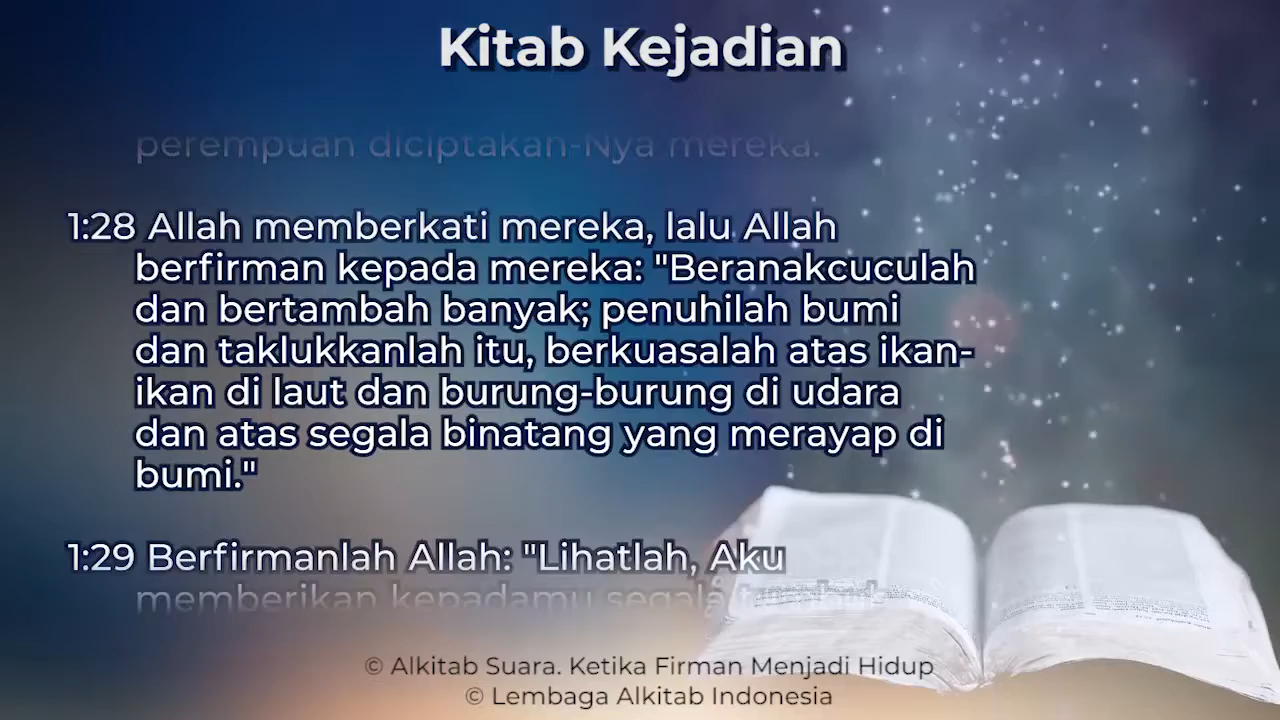 Kitab Kejadian
perempuan diciptakan-Nya mereka.
1:28 Allah memberkati mereka, lalu Allah
berfirman kepada mereka: "Beranakcuculah
dan bertambah banyak; penuhilah bumi
dan taklukkanlah itu, berkuasalah atas ikan-
ikan di laut dan burung-burung di udara
dan atas segala binatang yang merayap di
bumi."
1:29 Berfirmanlah Allah: "Lihatlah, Aku
memberikan kepadamu segala
© Alkitab Suara. Ketika Firman Menjadi Hidup
© Lembaga Alkitab Indonesia